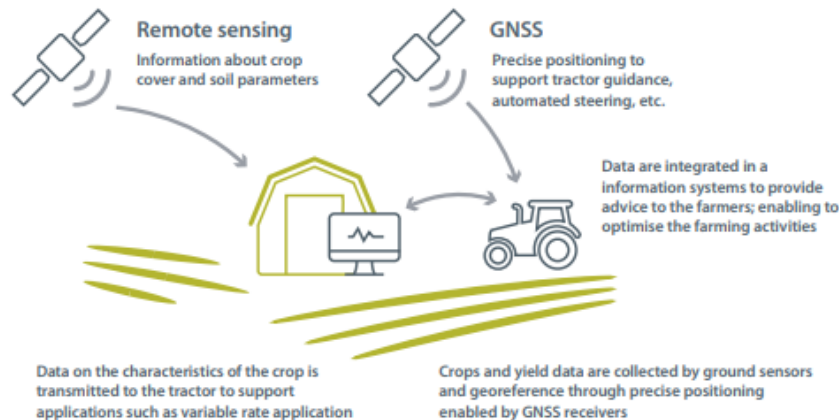 Remote sensing
Information about crop
cover and soil parameters
GNSS
Precise positioning to
support tractor guidance,
automated steering, etc.
Data are integrated in a
information systems to provide
advice to the farmers; enabling to
optimise the farming activities
Data on the characteristics of the crop is
transmitted to the tractor to support
applications such as variable rate application
Crops and yield data are collected by ground sensors
and georeference through precise positioning
enabled by GNSS receivers